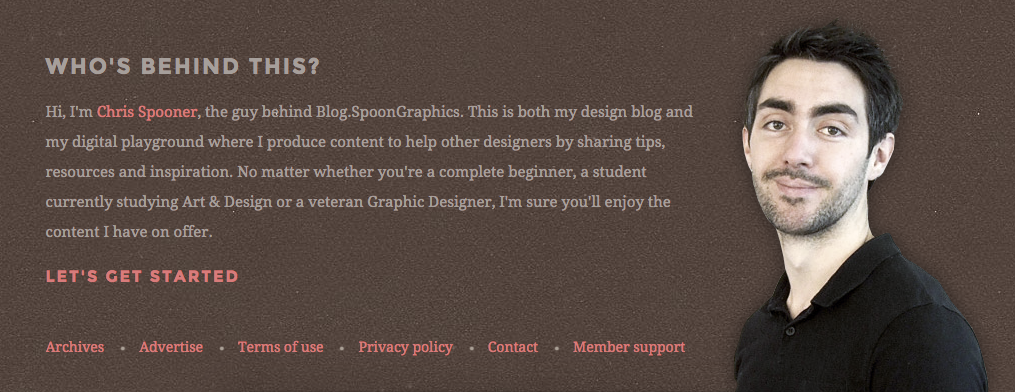 WHO'S BEHIND THIS?
Hi, I'm Chris Spooner, the guy behind Blog.SpoonGraphics. This is both my design blog and
my digital playground where I produce content to help other designers by sharing tips,
resources and inspiration. No matter whether you're a complete beginner, a student
currently studying Art & Design or a veteran Graphic Designer, I'm sure you'll enjoy the
content I have on offer.
LET'S GET STARTED
Archives • Advertise • Terms of use • Privacy policy • Contact • Member support